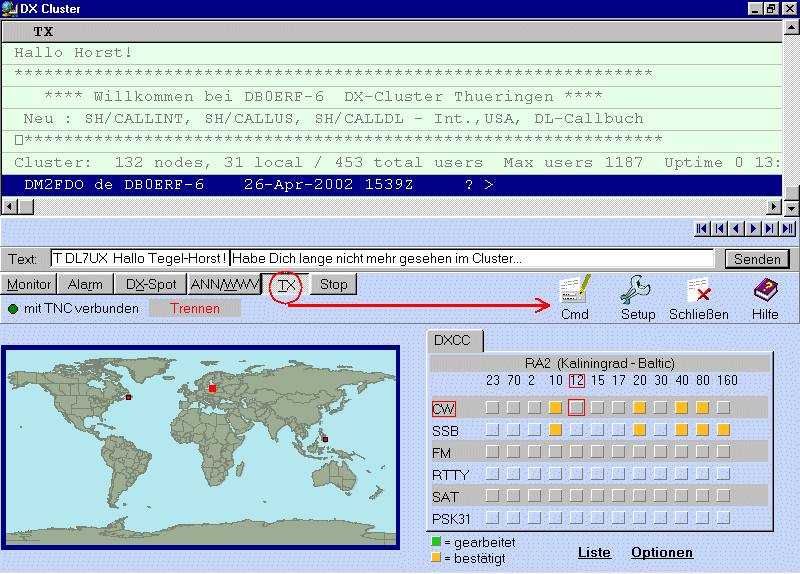 DX Cluster
TX
Hallo Horst!
****************************************************************
**** Willkommen bei DB0ERF-6 DX-Cluster Thueringen ****
Neu : SH/CALLINT, SH/CALLUS, SH/CALLDL - Int.,USA, DL-Callbuch
****************************************************************
Cluster: 132 nodes, 31 local / 453 total users Max users 1187 Uptime 0 13:
DM2FDO de DB0ERF-6 26-Apr-2002 1539Z ? >
Text: T DL7UX Hallo Tegel-Horst! Habe Dich lange nicht mehr gesehen im Cluster... Senden
Monitor Alarm DX-Spot ANN/WWV TX Stop
mit TNC verbunden Trennen
Cmd Setup Schließen Hilfe
DXCC
RA2 (Kaliningrad - Baltic)
23 70 2 10 12 15 17 20 30 40 80 160
CW
SSB
FM
RTTY
SAT
PSK31
= gearbeitet
= bestätigt
Liste Optionen